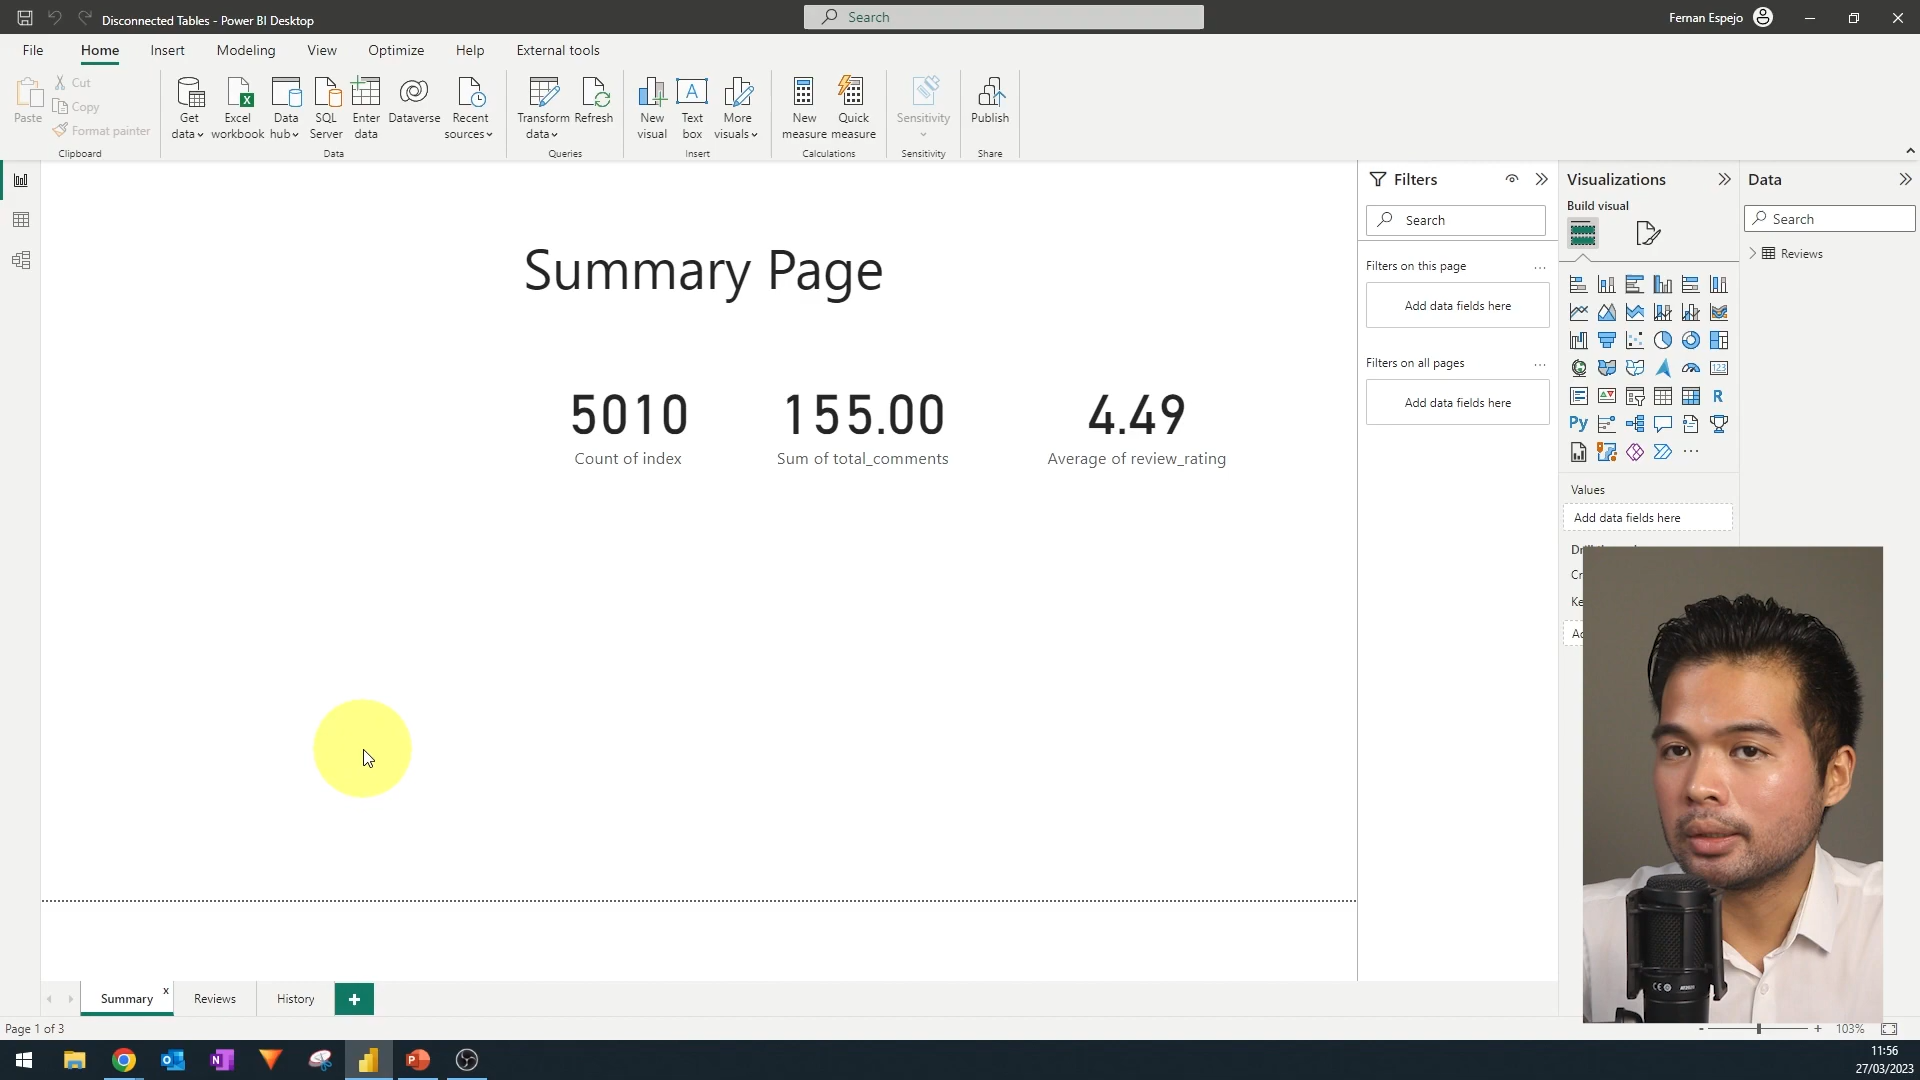 Disconnected Tables - Power BI Desktop
Search
Fernan Espejo
File Home Insert Modeling View Optimize Help External tools
Paste
Cut
Copy
Format painter
Clipboard
Get data
Excel workbook
Data hub
SQL Server
Enter data
Dataverse
Recent sources
Data
Transform data
Refresh
Queries
New visual
Text box
More visuals
Insert
New measure
Quick measure
Calculations
Sensitivity
Sensitivity
Publish
Share
Summary Page
5010 155.00 4.49
Count of index Sum of total_comments Average of review_rating
Filters
Search
Filters on this page ...
Add data fields here
Filters on all pages ...
Add data fields here
Visualizations
Build visual
123
R
Py
...
Values
Add data fields here
Data
Search
Reviews
Summary x Reviews History +
Page 1 of 3
- + 103%
11:56
27/03/2023